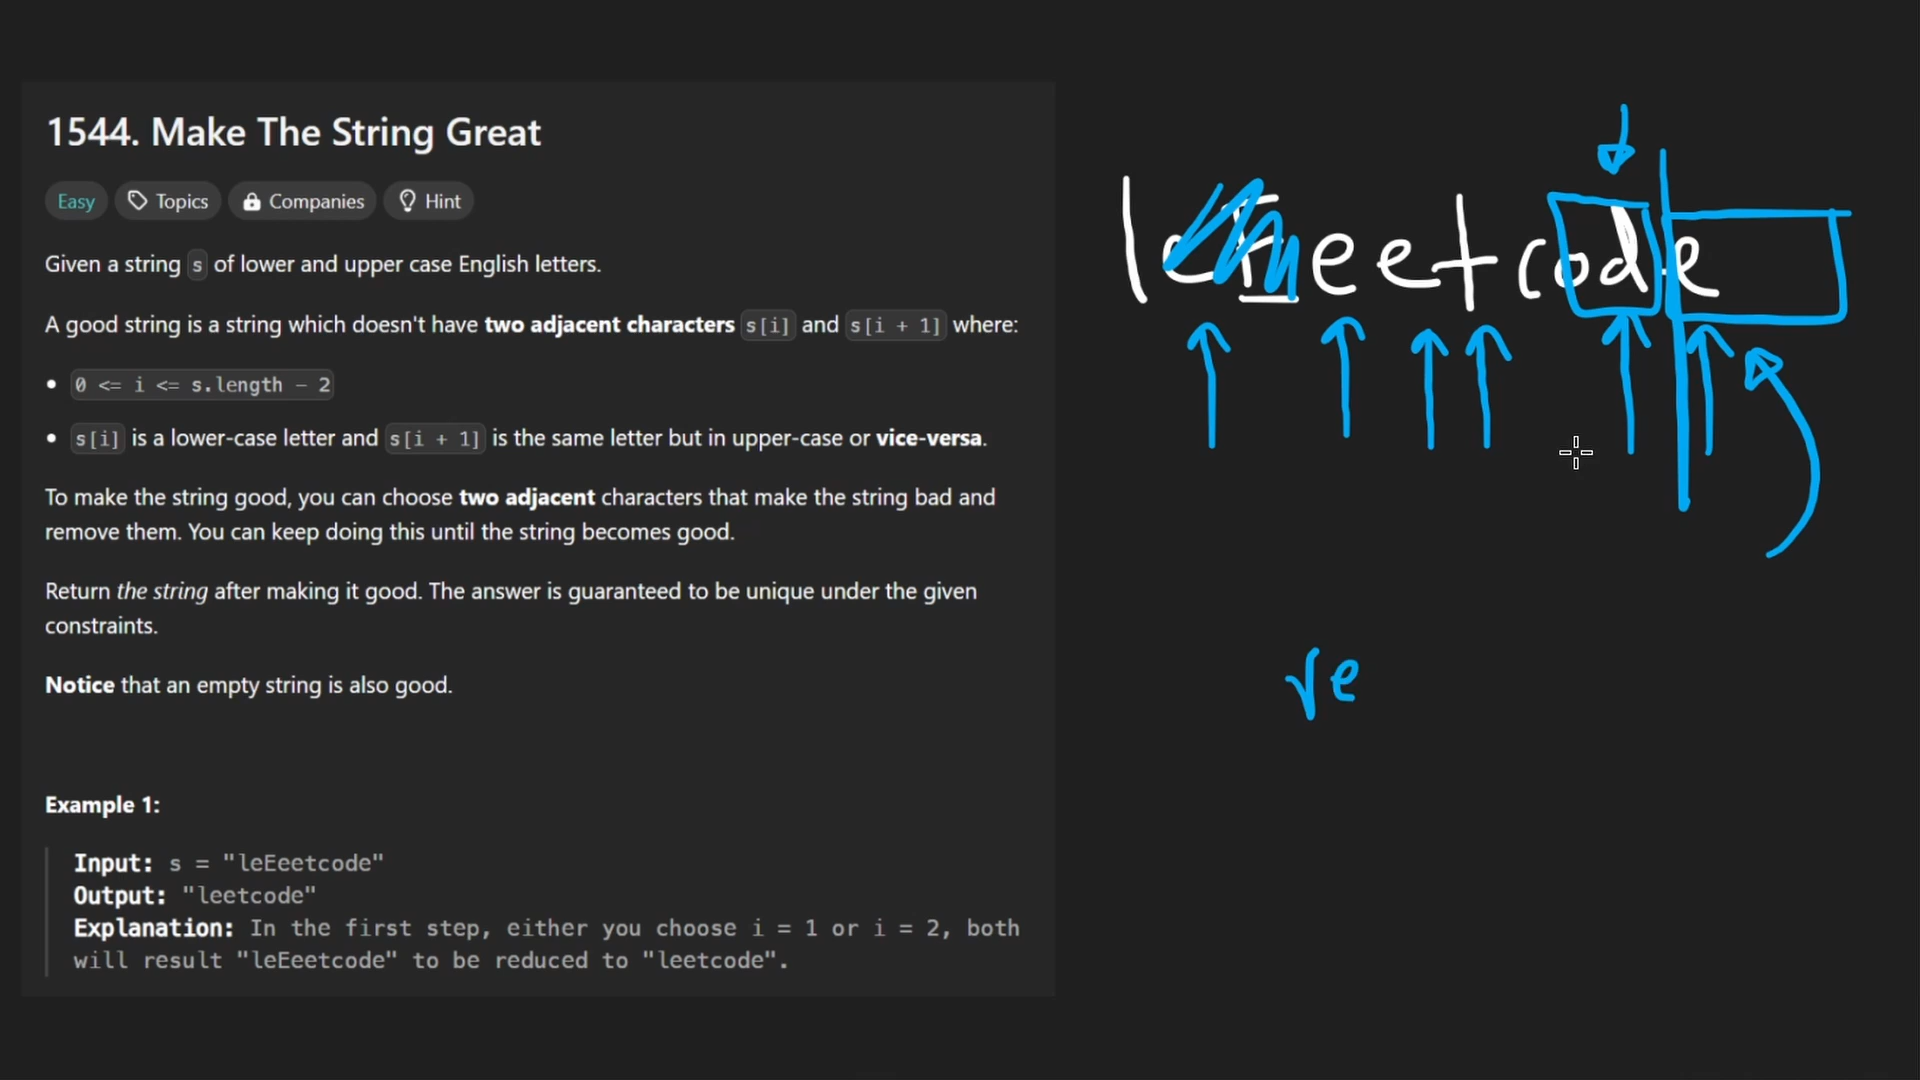 1544. Make The String Great
Easy Topics Companies Hint
Given a string s of lower and upper case English letters.
A good string is a string which doesn't have two adjacent characters s[i] and s[i + 1] where:
• 0 <= i <= s.length - 2
• s[i] is a lower-case letter and s[i + 1] is the same letter but in upper-case or vice-versa.
To make the string good, you can choose two adjacent characters that make the string bad and
remove them. You can keep doing this until the string becomes good.
Return the string after making it good. The answer is guaranteed to be unique under the given
constraints.
Notice that an empty string is also good.
Example 1:
Input: s = "leEeetcode"
Output: "leetcode"
Explanation: In the first step, either you choose i = 1 or i = 2, both
will result "leEeetcode" to be reduced to "leetcode".
leEeetcode
re